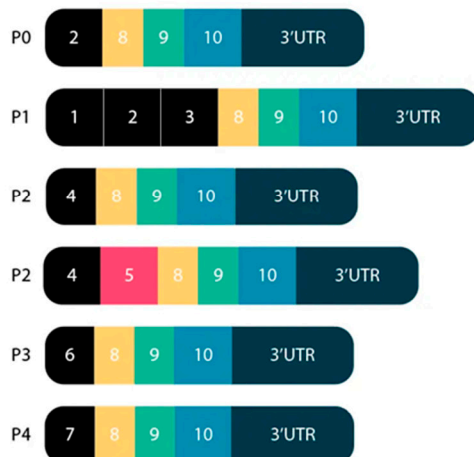 P0 2 8 9 10 3'UTR
P1 1 2 3 8 9 10 3'UTR
P2 4 8 9 10 3'UTR
P2 4 5 8 9 10 3'UTR
P3 6 8 9 10 3'UTR
P4 7 8 9 10 3'UTR